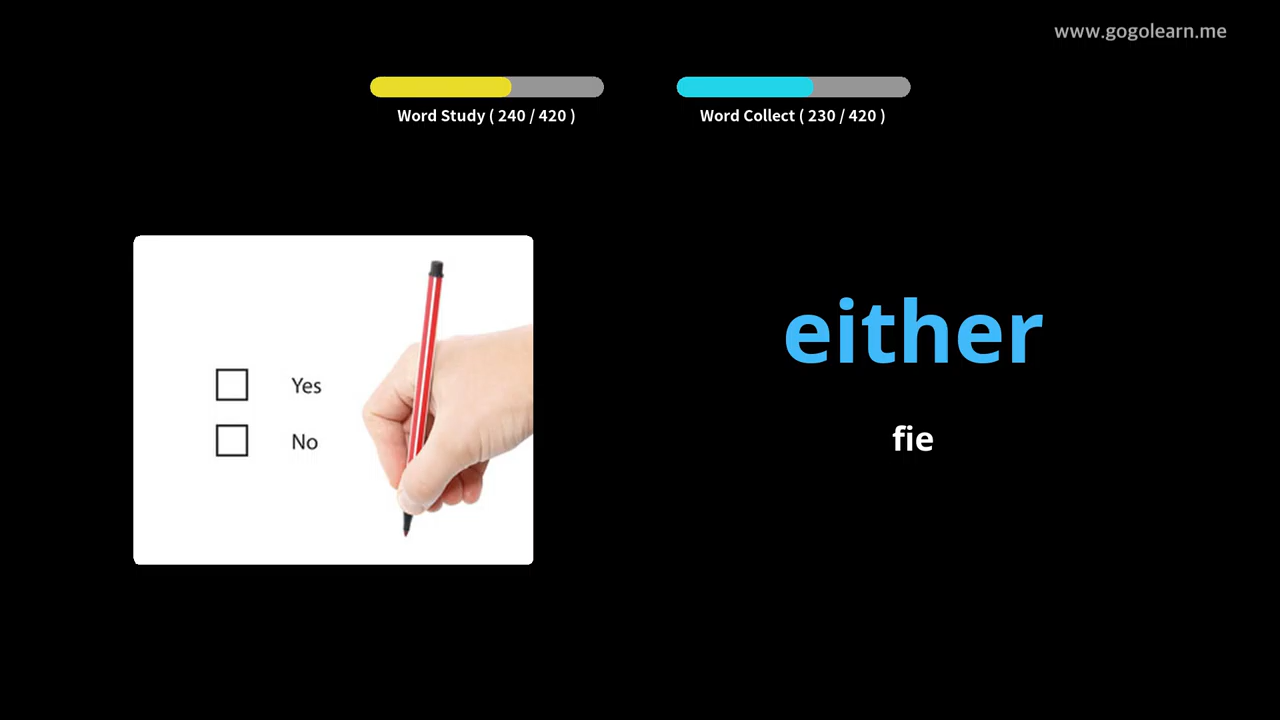 www.gogolearn.me
Word Study ( 240 / 420 )
Word Collect ( 230 / 420 )
Yes
No
either
fie